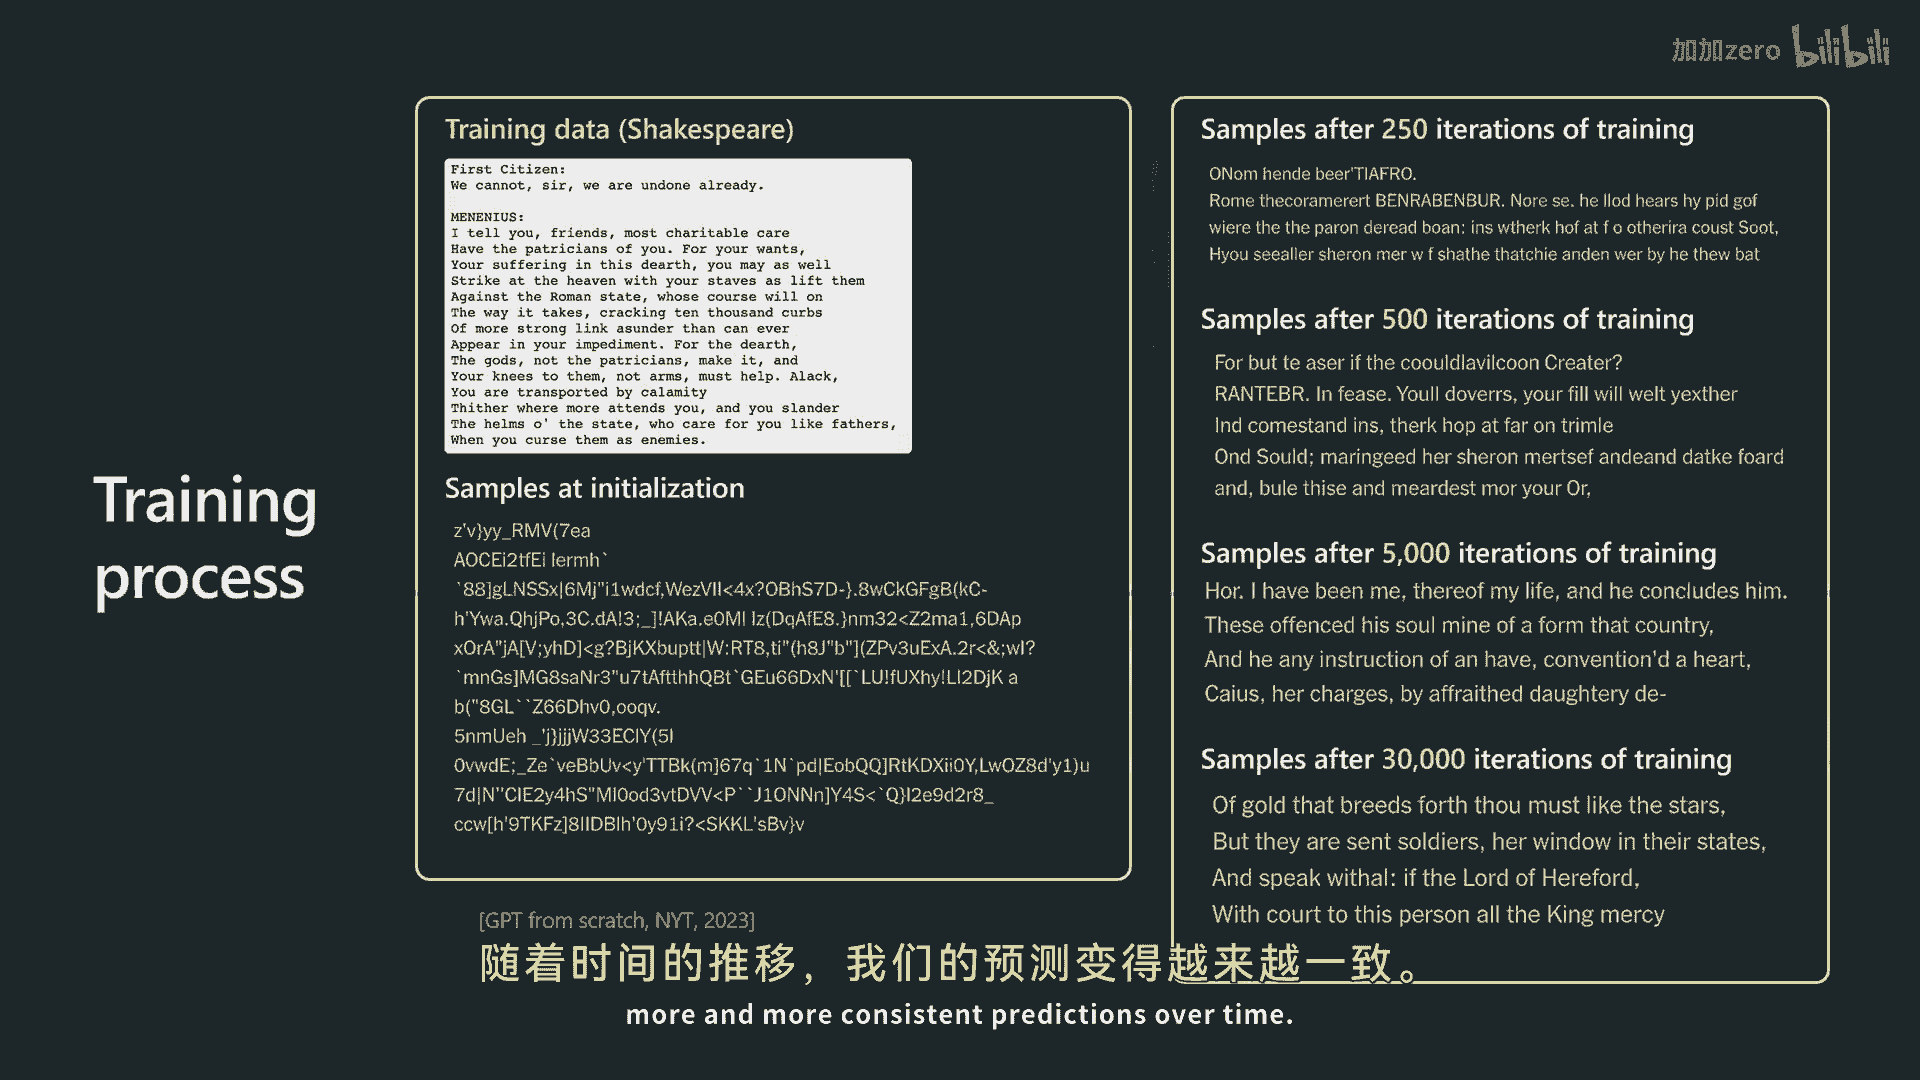 加加zero bilibili
Training process
Training data (Shakespeare)
First Citizen:
We cannot, sir, we are undone already.
MENENIUS:
I tell you, friends, most charitable care
Have the patricians of you. For your wants,
Your suffering in this dearth, you may as well
Strike at the heaven with your staves as lift them
Against the Roman state, whose course will on
The way it takes, cracking ten thousand curbs
Of more strong link asunder than can ever
Appear in your impediment. For the dearth,
The gods, not the patricians, make it, and
Your knees to them, not arms, must help. Alack,
You are transported by calamity
Thither where more attends you, and you slander
The helms o' the state, who care for you like fathers,
When you curse them as enemies.
Samples at initialization
z'v}yy_RMV(7ea
AOCEi2tfEi lermh`
`88]gLNSSx|6Mj"i1wdcf,WezVII<4x?OBhS7D-}.8wCkGFgB(kC-
h'Ywa.QhjPo,3C.dA!3;_]!AKa.e0MI Iz(DqAfE8.}nm32<Z2ma1,6DAp
xOrA"jA[V;yhD]<g?BjKXbuptt|W:RT8,ti"(h8J"b"](ZPv3uExA.2r<&;wI?
`mnGs]MG8saNr3"u7tAftthhQBt`GEu66DxN'[[`LU!fUXhy!LI2DjK a
b("8GL``Z66Dhv0,ooqv.
5nmUeh _'j}jjjW33ECIY(5I
0vwdE;_Ze`veBbUv<y'TTBk(m]67q`1N`pd|EobQQ]RtKDXii0Y,LwOZ8d'y1)u
7d|N''CIE2y4hS"MI0od3vtDVV<P``J1ONNn]Y4S<`Q}I2e9d2r8_
ccw[h'9TKFz]8IIDBIh'0y91i?<SKKL'sBv}v
[GPT from scratch, NYT, 2023]
Samples after 250 iterations of training
ONom hende beer'TIAFRO.
Rome thecoramerert BENRABENBUR. Nore se. he llod hears hy pid gof
wiere the the paron deread boan: ins wtherk hof at f o otherira coust Soot,
Hyou seealler sheron mer w f shathe thatchie anden wer by he thew bat
Samples after 500 iterations of training
For but te aser if the coouldlavilcoon Creater?
RANTEBR. In fease. Youll doverrs, your fill will welt yexther
Ind comestand ins, therk hop at far on trimle
Ond Sould; maringeed her sheron mertsef andeand datke foard
and, bule thise and meardest mor your Or,
Samples after 5,000 iterations of training
Hor. I have been me, thereof my life, and he concludes him.
These offenced his soul mine of a form that country,
And he any instruction of an have, convention'd a heart,
Caius, her charges, by affraithed daughtery de-
Samples after 30,000 iterations of training
Of gold that breeds forth thou must like the stars,
But they are sent soldiers, her window in their states,
And speak withal: if the Lord of Hereford,
With court to this person all the King mercy
随着时间的推移，我们的预测变得越来越一致。
more and more consistent predictions over time.